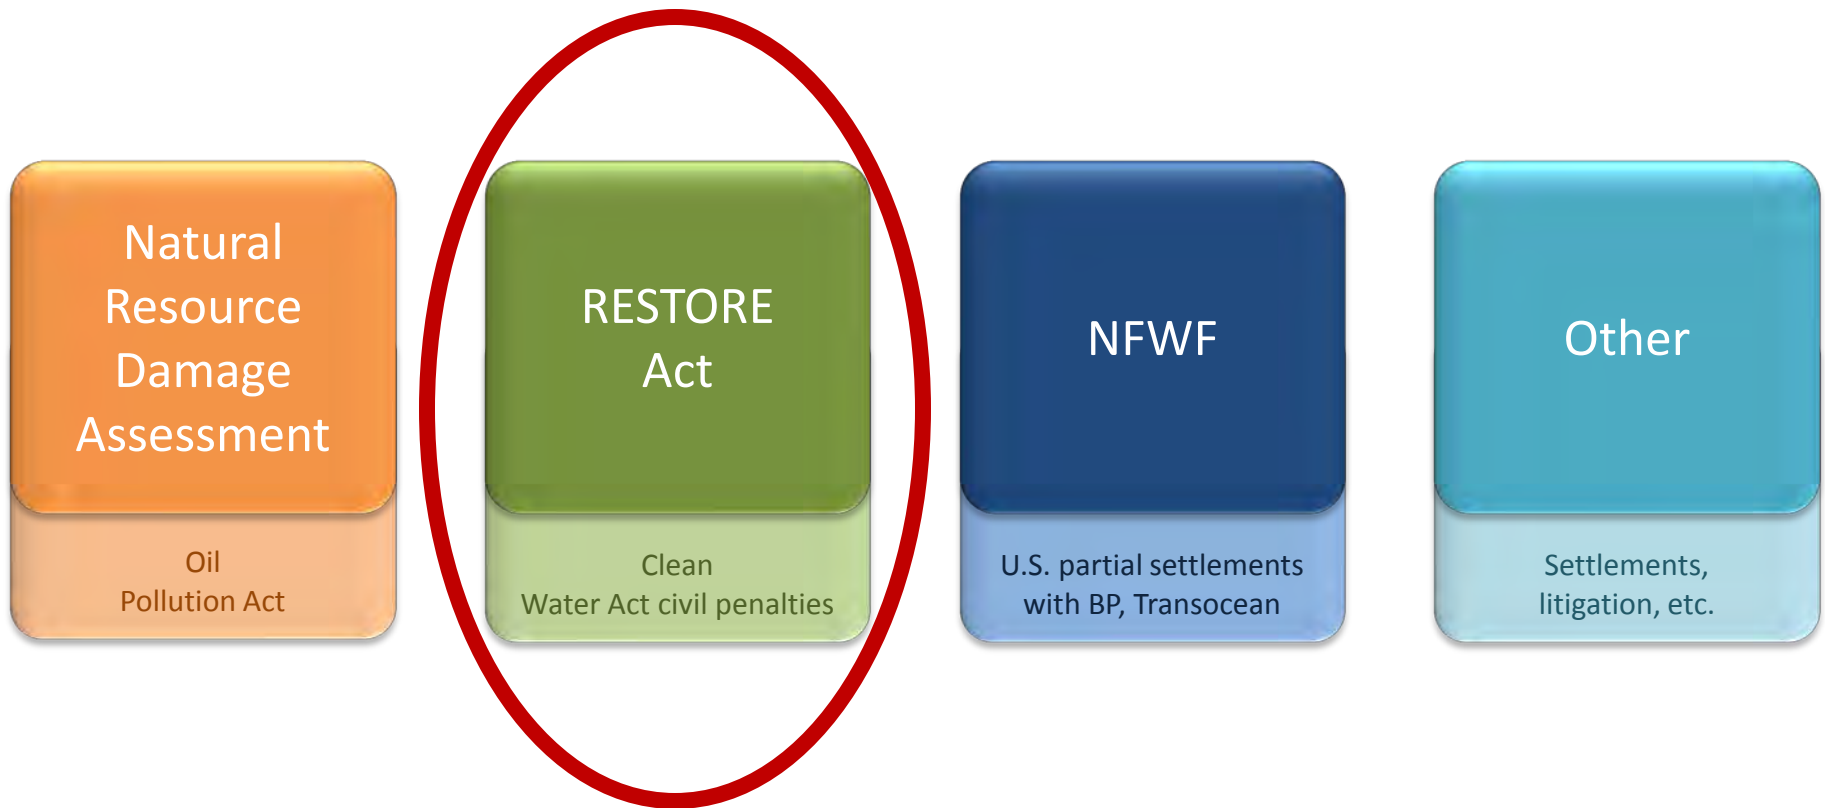 Natural
Resource
Damage
Assessment
Oil
Pollution Act
RESTORE
Act
Clean
Water Act civil penalties
NFWF
U.S. partial settlements
with BP, Transocean
Other
Settlements,
litigation, etc.